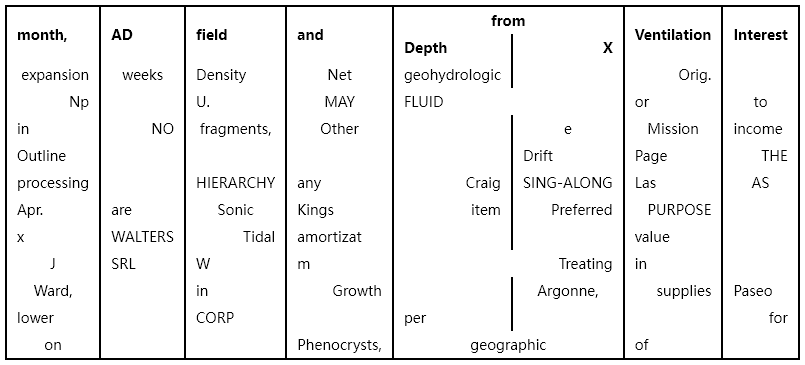 month, AD field and from Ventilation Interest
Depth X
expansion weeks Density Net geohydrologic Orig.
Np U. MAY FLUID or to
in NO fragments, Other e Mission income
Outline Drift Page THE
processing HIERARCHY any Craig SING-ALONG Las AS
Apr. are Sonic Kings item Preferred PURPOSE
x WALTERS Tidal amortizat value
J SRL W m Treating in
Ward, in Growth Argonne, supplies Paseo
lower CORP per for
on Phenocrysts, geographic of